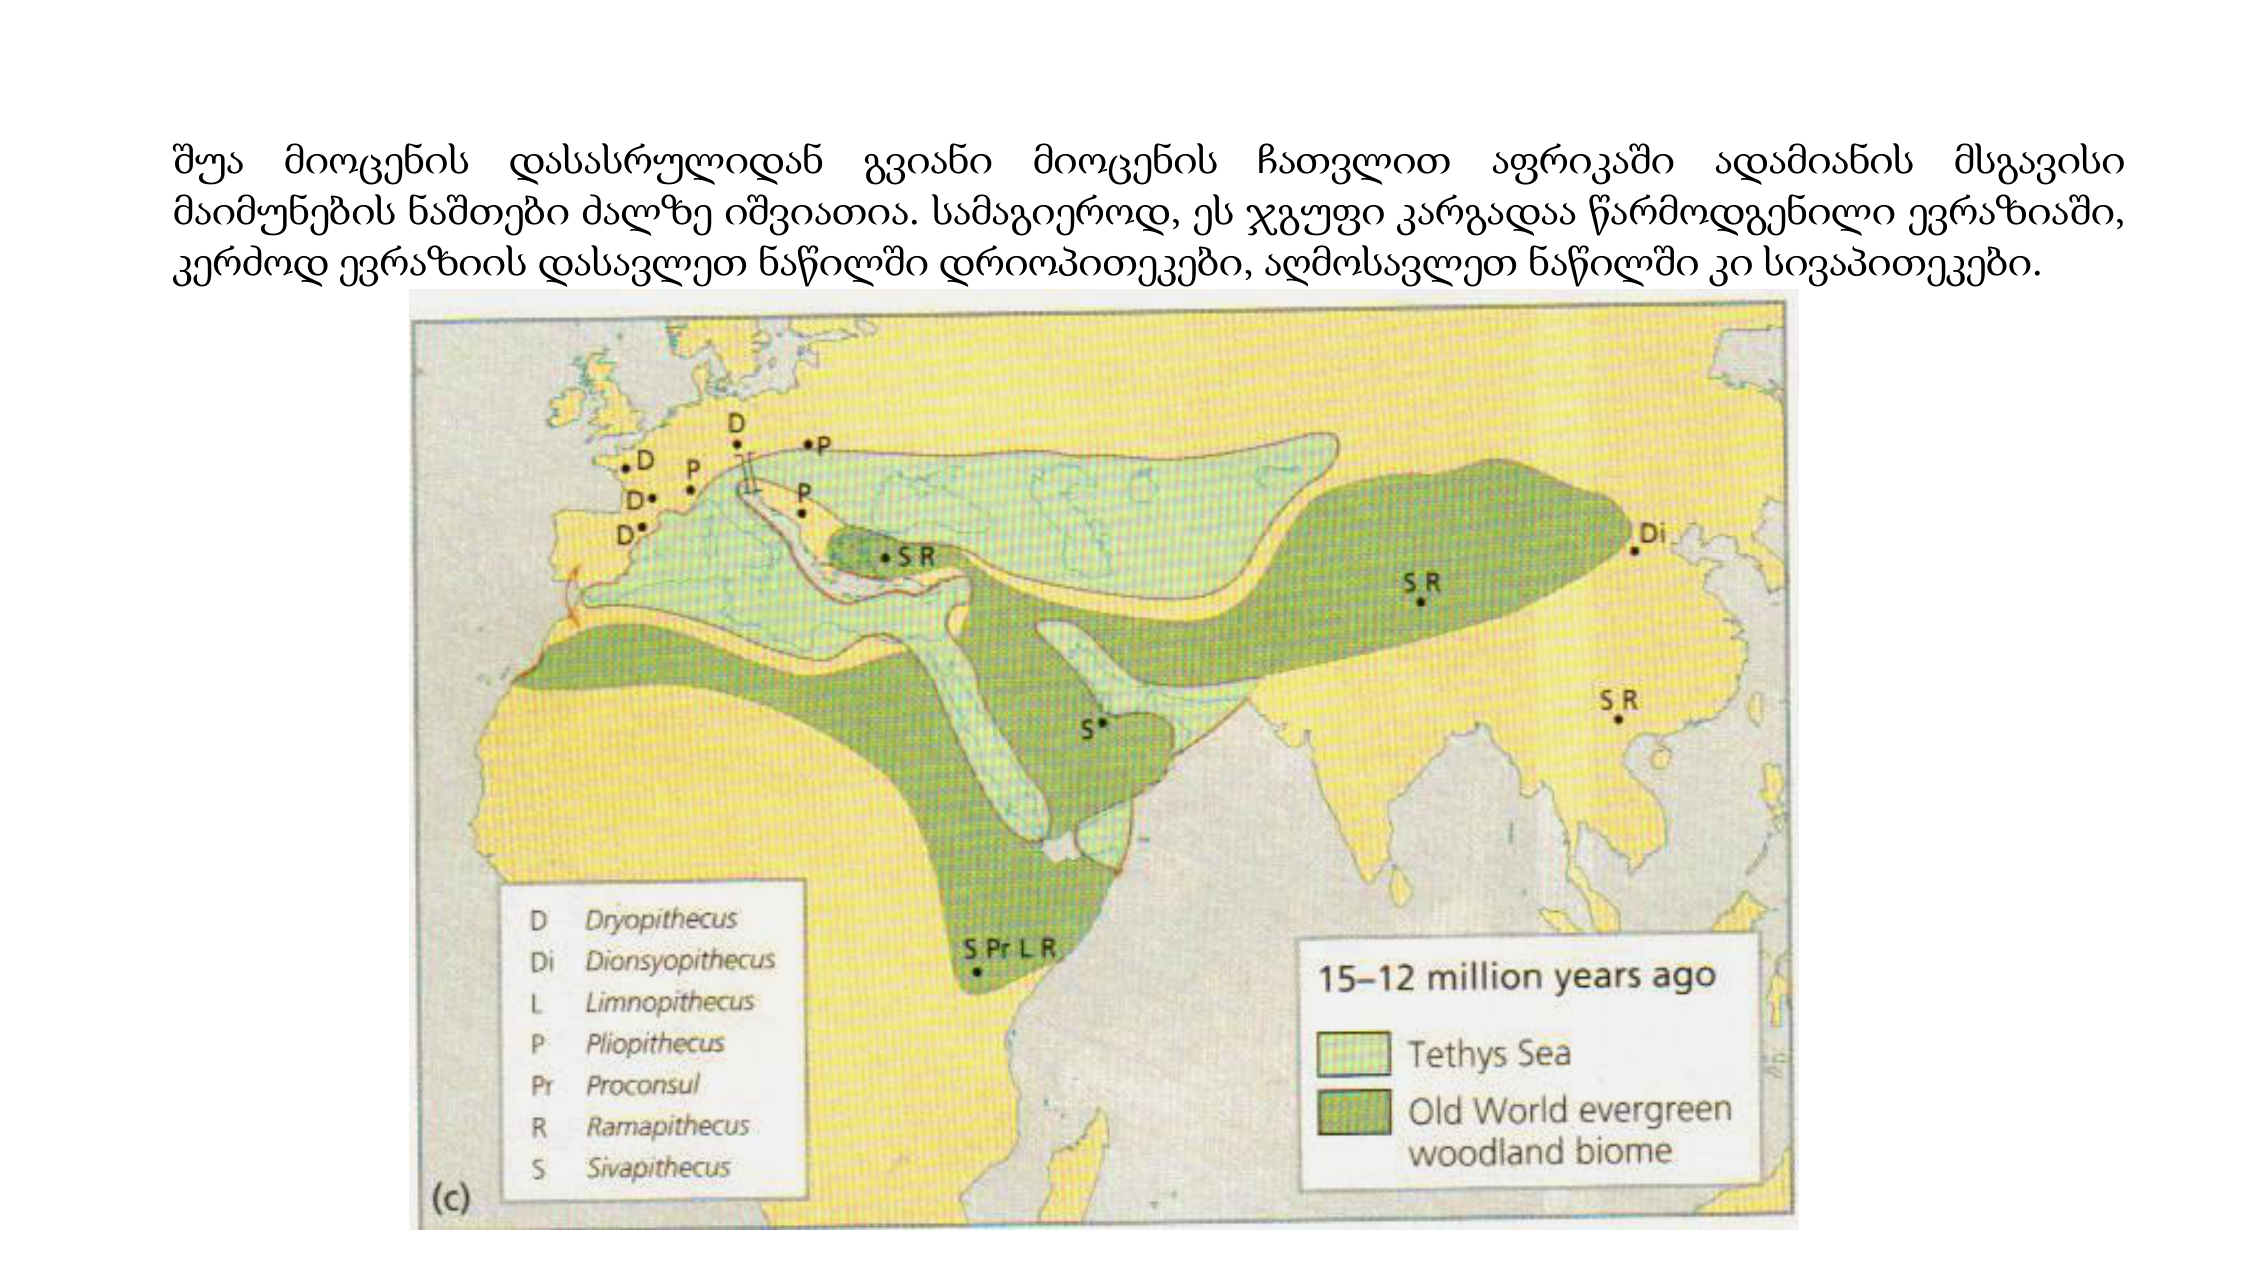 შუა მიოცენის დასასრულიდან გვიანი მიოცენის ჩათვლით აფრიკაში ადამიანის მსგავსი
მაიმუნების ნაშთები ძალზე იშვიათია. სამაგიეროდ, ეს ჯგუფი კარგადაა წარმოდგენილი ევრაზიაში,
კერძოდ ევრაზიის დასავლეთ ნაწილში დრიოპითეკები, აღმოსავლეთ ნაწილში კი სივაპითეკები.
D
P
D
P
D
P
D
S R
Di
S R
S R
S
S Pr L R
D Dryopithecus
Di Dionsyopithecus
L Limnopithecus
P Pliopithecus
Pr Proconsul
R Ramapithecus
S Sivapithecus
(c)
15–12 million years ago
Tethys Sea
Old World evergreen
woodland biome